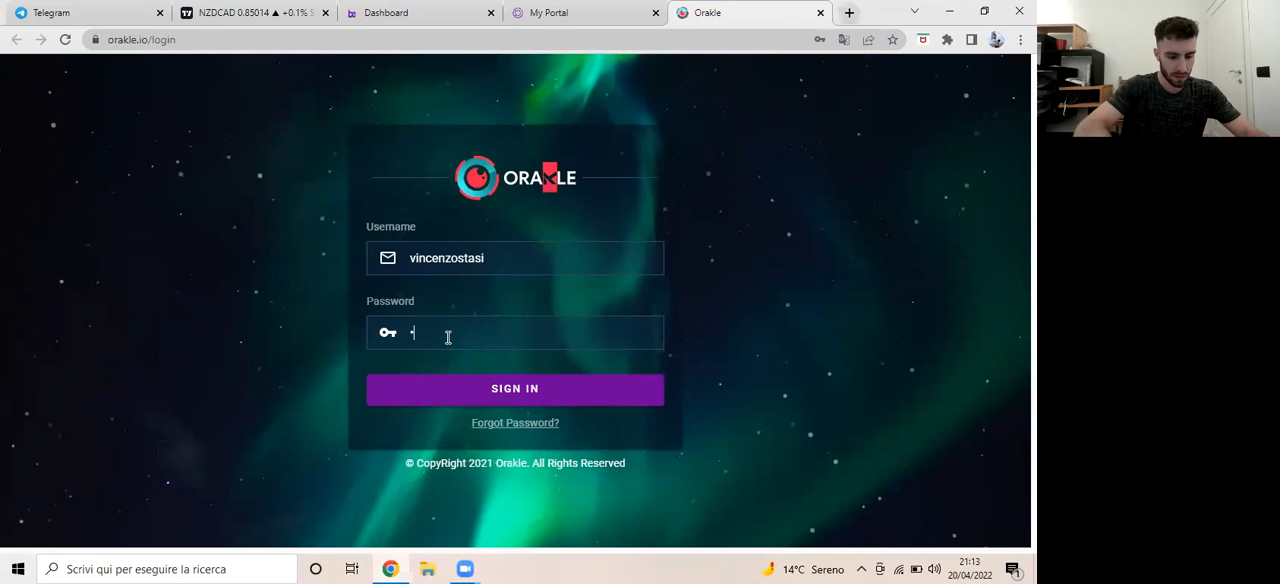 Telegram
NZDCAD 0.85014 ▲ +0.1% S
Dashboard
My Portal
Orakle
orakle.io/login
ORAKLE
Username
vincenzostasi
Password
SIGN IN
Forgot Password?
© CopyRight 2021 Orakle. All Rights Reserved
Scrivi qui per eseguire la ricerca
14°C Sereno
21:13
20/04/2022